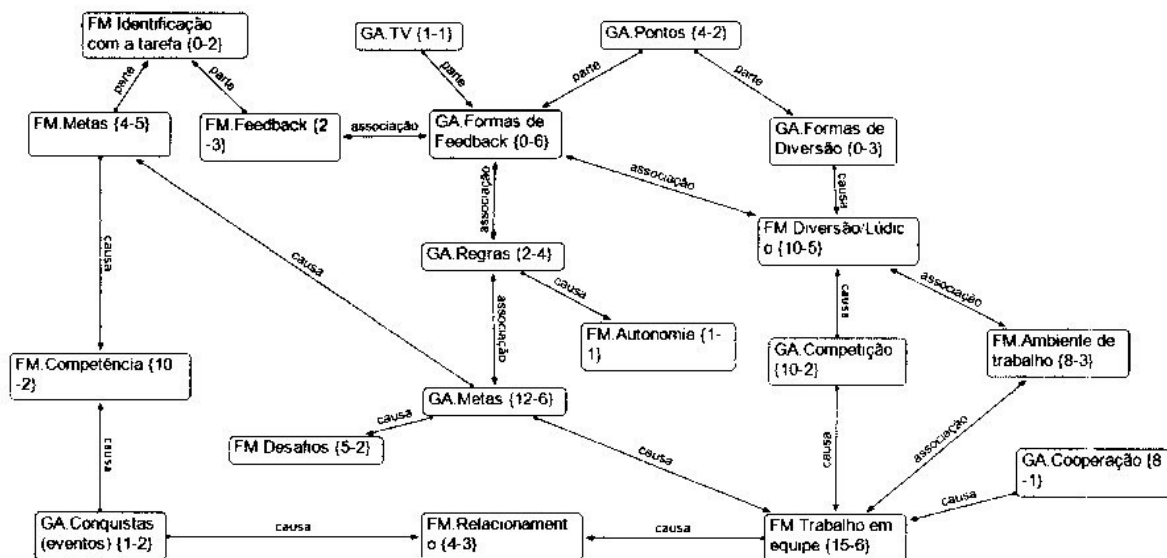 FM Identificação
com a tarefa {0-2}
GA.TV {1-1}
GA.Pontos {4-2}
parte
parte
parte
parte
parte
FM.Metas {4-5}
FM.Feedback {2
-3}
associação
GA.Formas de
Feedback {0-6}
GA.Formas de
Diversão {0-3}
associação
associação
causa
FM Diversão/Lúdic
o {10-5}
causa
causa
GA.Regras {2-4}
causa
associação
causa
associação
FM.Autonomia {1-
1}
FM.Competência {10
-2}
GA.Competição
{10-2}
FM.Ambiente de
trabalho {8-3}
GA.Metas {12-6}
causa
FM Desafios {5-2}
causa
causa
causa
associação
GA.Cooperação {8
-1}
causa
GA.Conquistas
(eventos) {1-2}
causa
FM.Relacionament
o {4-3}
causa
FM Trabalho em
equipe {15-6}